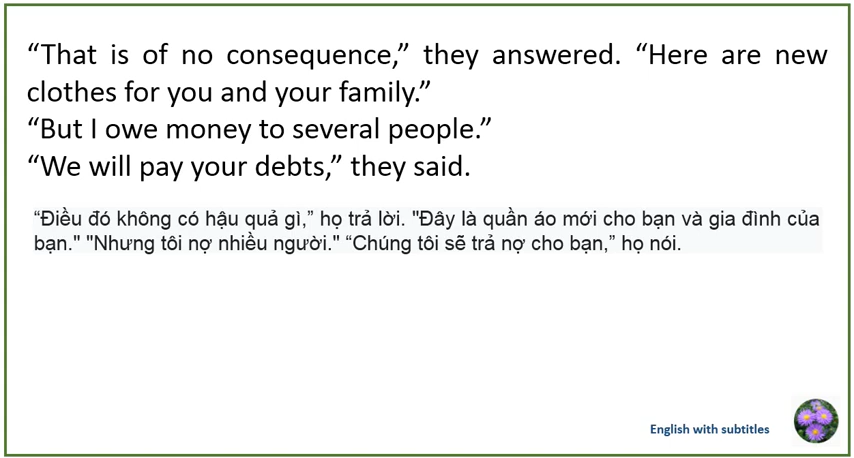 “That is of no consequence,” they answered. “Here are new
clothes for you and your family.”
“But I owe money to several people.”
“We will pay your debts,” they said.
“Điều đó không có hậu quả gì,” họ trả lời. "Đây là quần áo mới cho bạn và gia đình của
bạn." "Nhưng tôi nợ nhiều người." “Chúng tôi sẽ trả nợ cho bạn,” họ nói.
English with subtitles